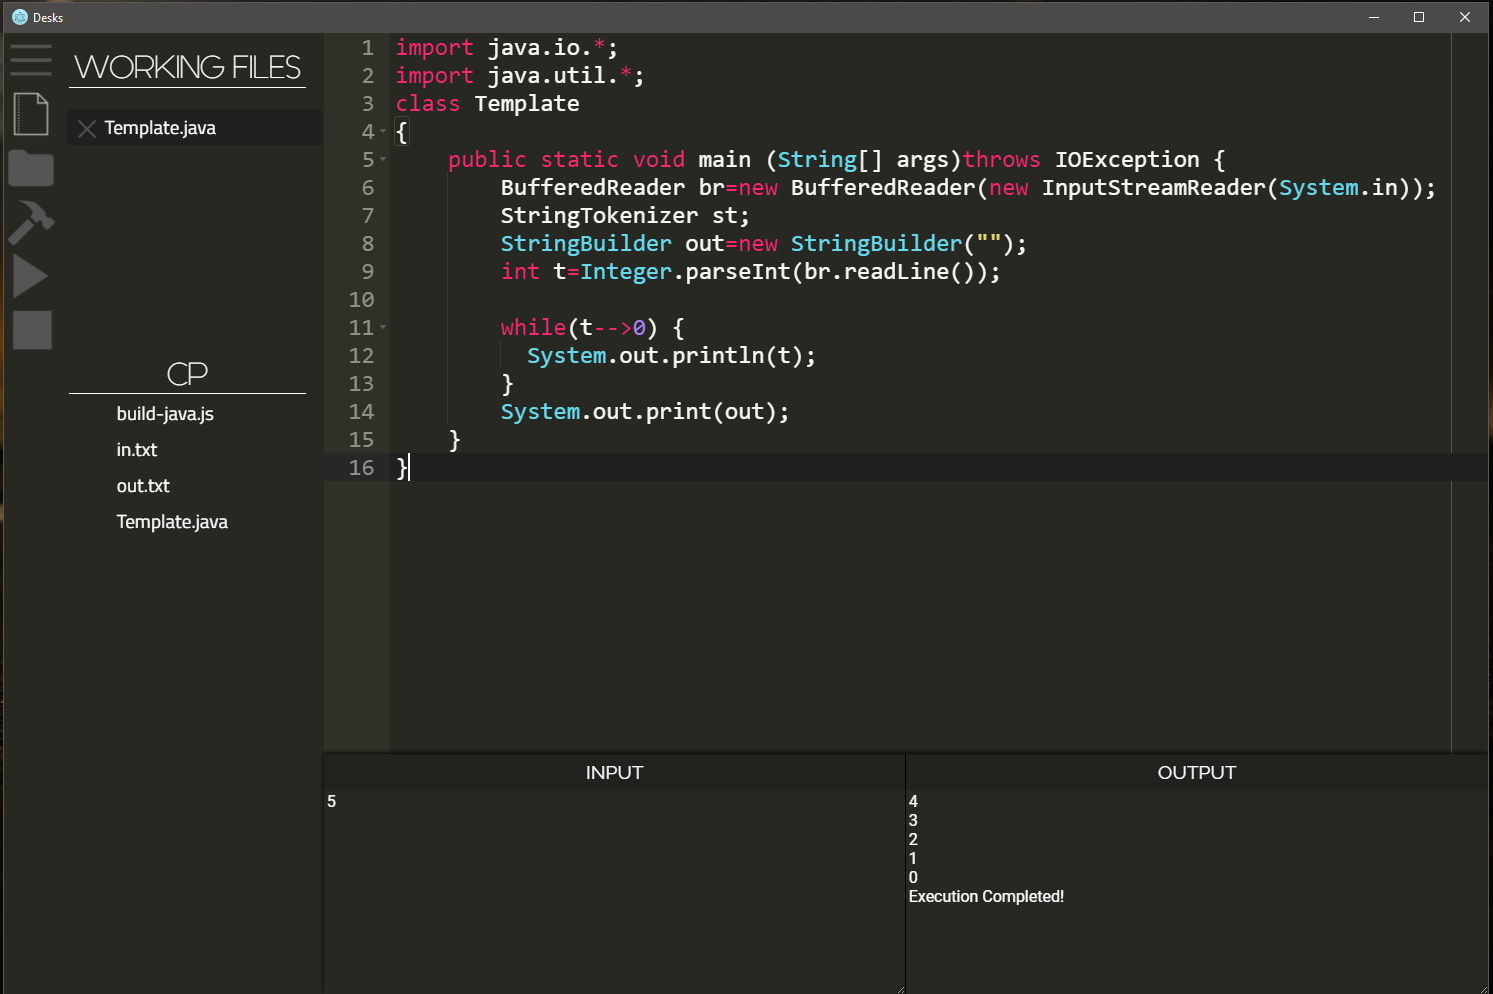 Desks
WORKING FILES
Template.java
CP
build-java.js
in.txt
out.txt
Template.java
1 import java.io.*;
2 import java.util.*;
3 class Template
4 {
5     public static void main (String[] args)throws IOException {
6         BufferedReader br=new BufferedReader(new InputStreamReader(System.in));
7         StringTokenizer st;
8         StringBuilder out=new StringBuilder("");
9         int t=Integer.parseInt(br.readLine());
10
11         while(t-->0) {
12           System.out.println(t);
13         }
14         System.out.print(out);
15     }
16 }
INPUT
5
OUTPUT
4
3
2
1
0
Execution Completed!